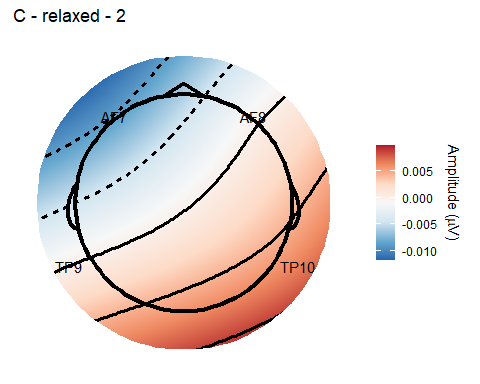 C - relaxed - 2
AF7
AF8
TP9
TP10
Amplitude (μV)
0.005
0.000
-0.005
-0.010